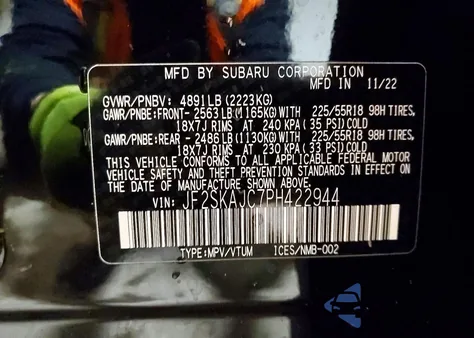 MFD BY SUBARU CORPORATION
MFD IN 11/22
GVWR/PNBV: 4891LB (2223KG)
GAWR/PNBE:FRONT- 2563LB(1165KG)WITH 225/55R18 98H TIRES,
18X7J RIMS AT 240 KPA(35 PSI)COLD
GAWR/PNBE:REAR - 2486LB(1130KG)WITH 225/55R18 98H TIRES,
18X7J RIMS AT 230 KPA(33 PSI)COLD
THIS VEHICLE CONFORMS TO ALL APPLICABLE FEDERAL MOTOR
VEHICLE SAFETY AND THEFT PREVENTION STANDARDS IN EFFECT ON
THE DATE OF MANUFACTURE SHOWN ABOVE.
VIN: JF2SKAJC7PH422944
TYPE:MPV/VTUM ICES/NMB-002